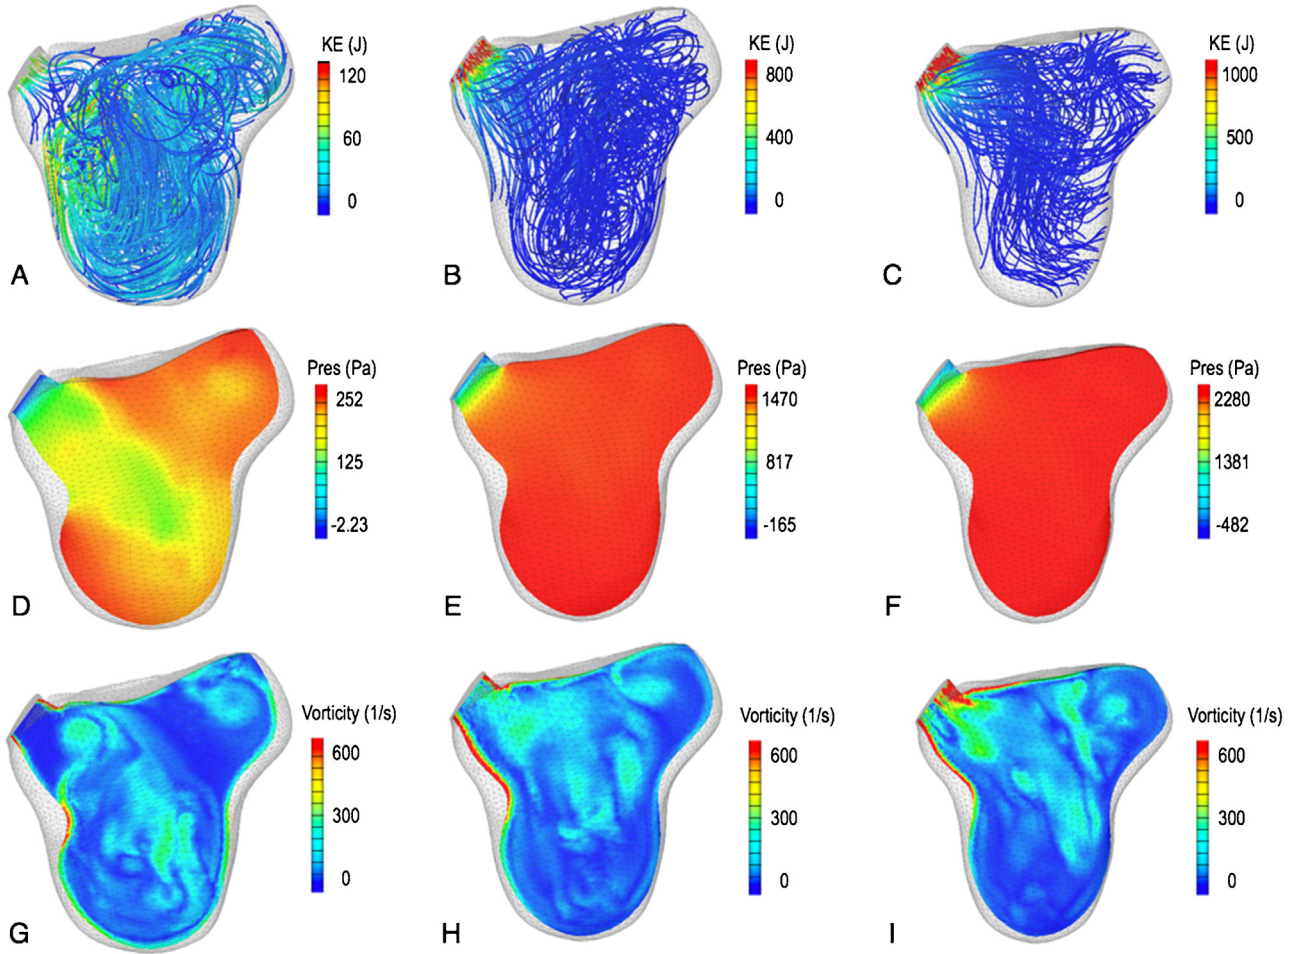 KE (J)
120
60
0
A
KE (J)
800
400
0
B
KE (J)
1000
500
0
C
Pres (Pa)
252
125
-2.23
D
Pres (Pa)
1470
817
-165
E
Pres (Pa)
2280
1381
-482
F
Vorticity (1/s)
600
300
0
G
Vorticity (1/s)
600
300
0
H
Vorticity (1/s)
600
300
0
I